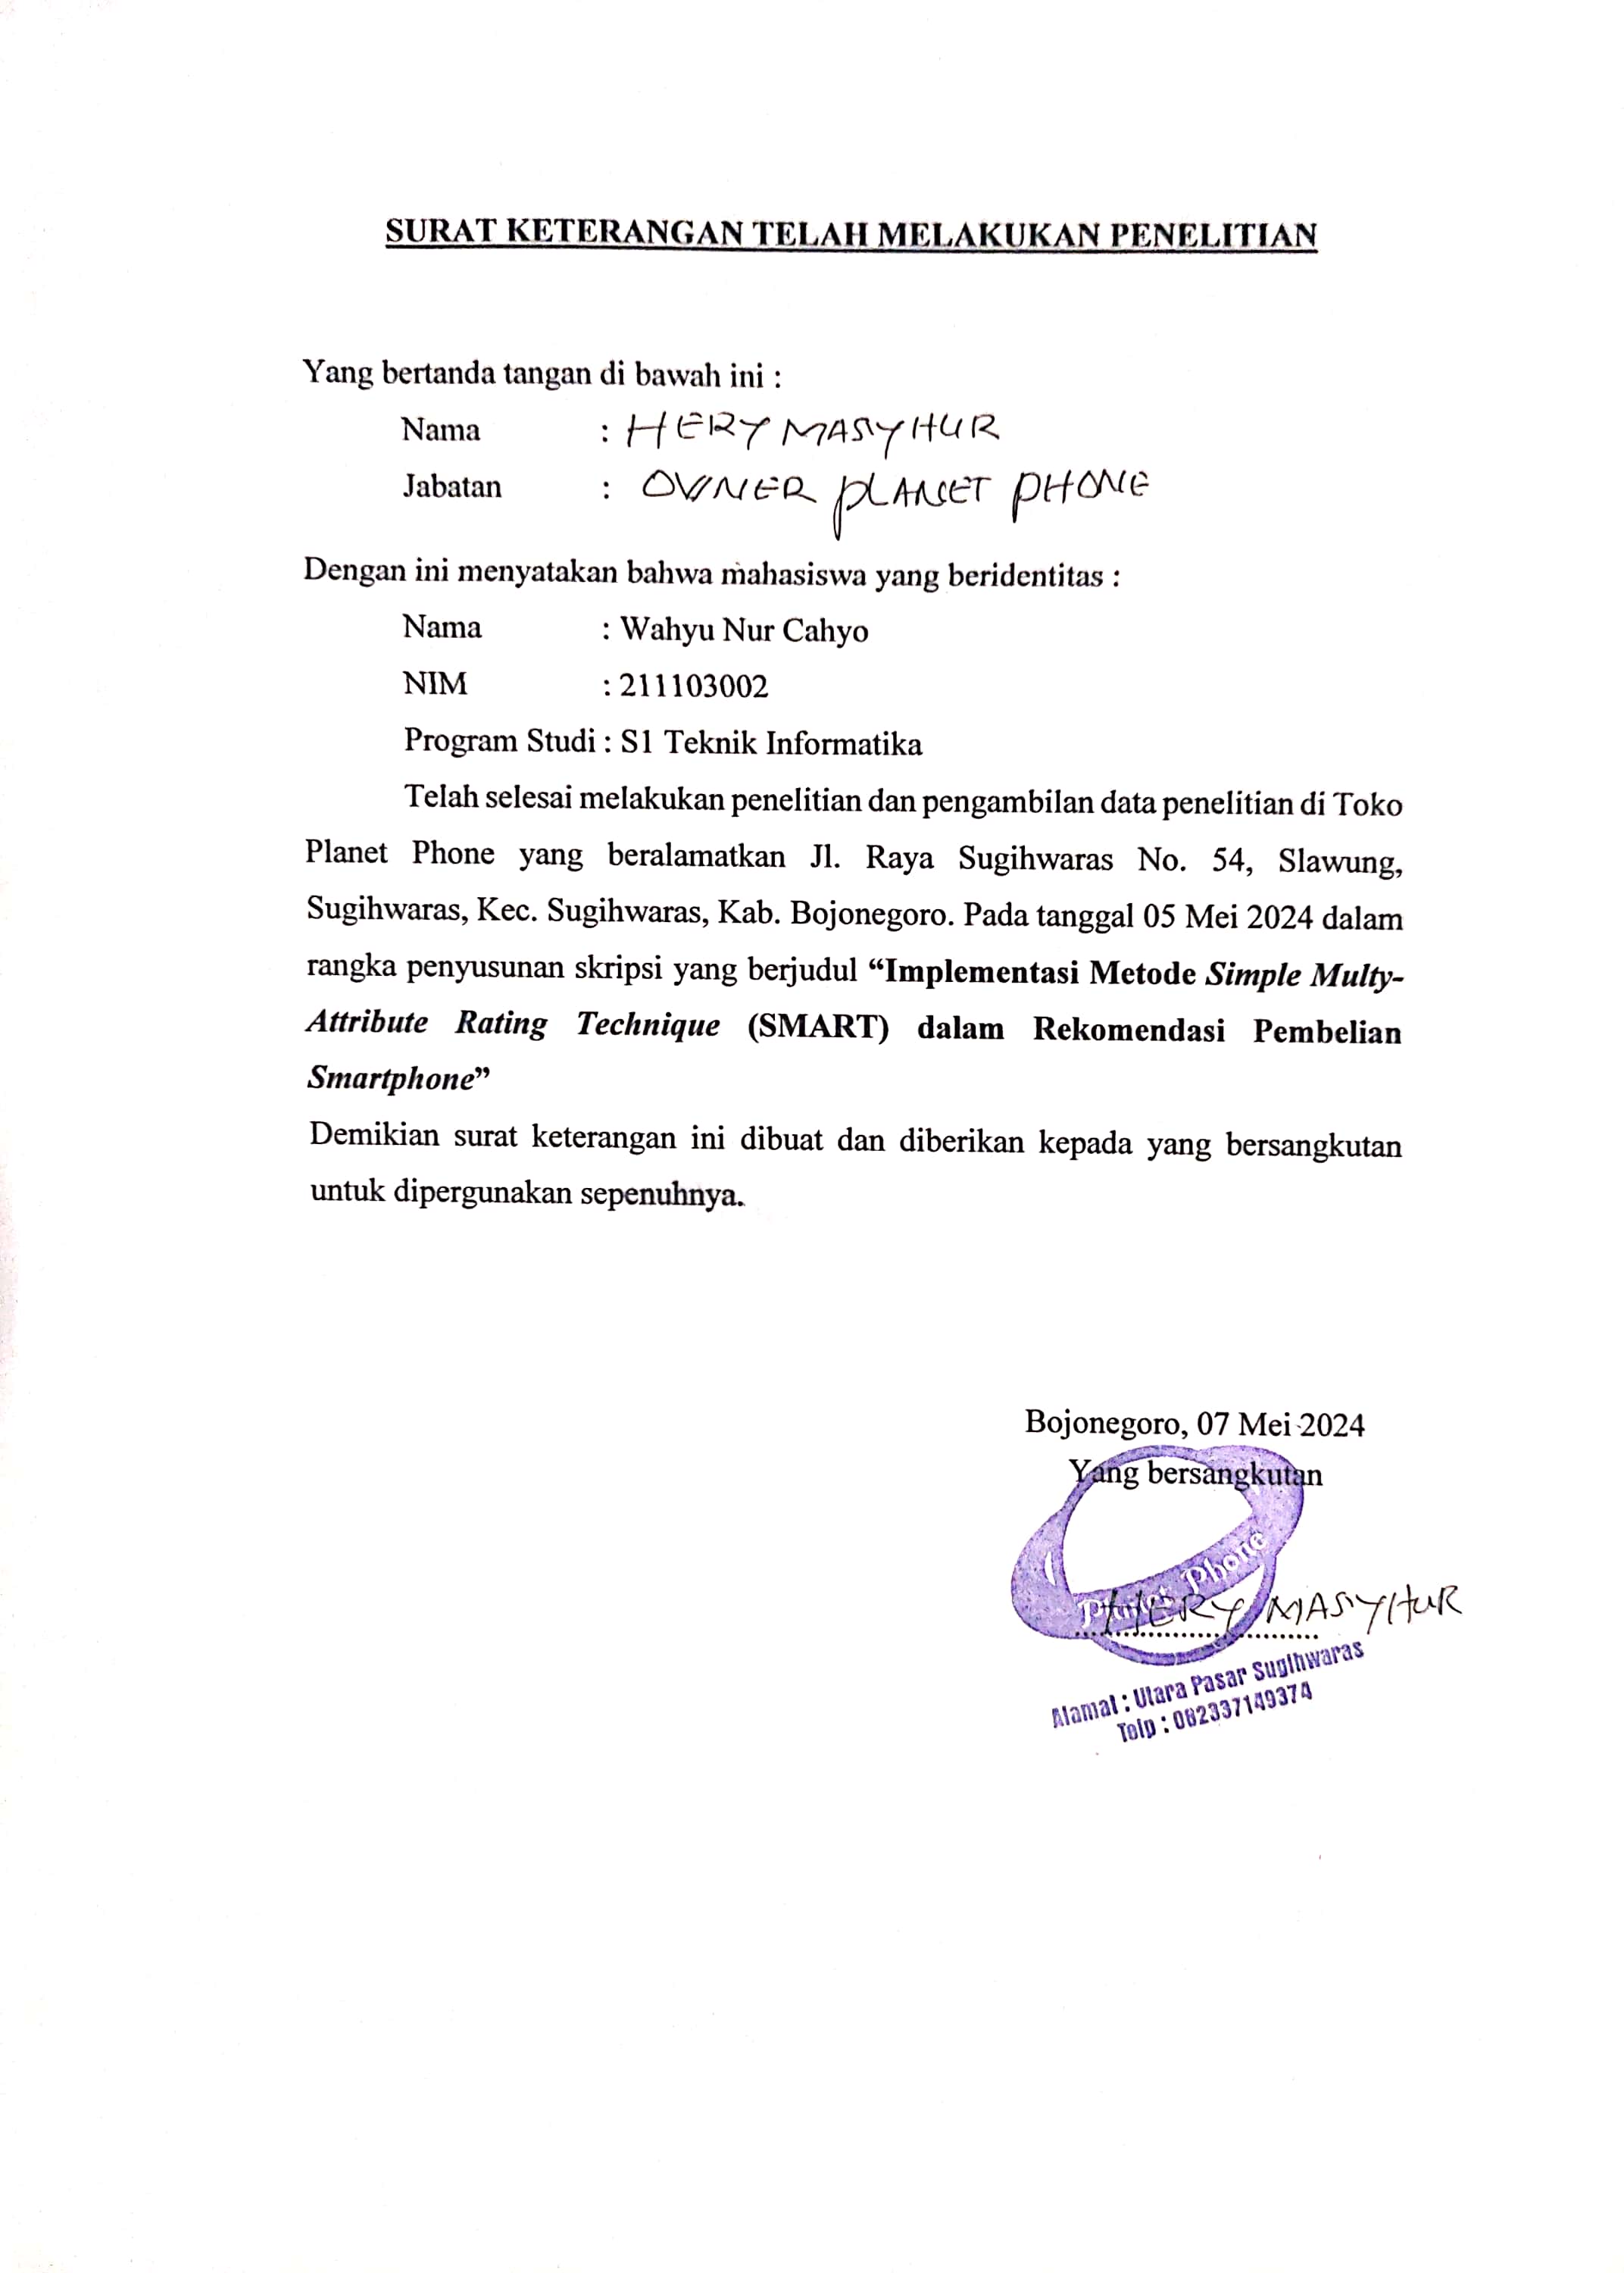 SURAT KETERANGAN TELAH MELAKUKAN PENELITIAN
Yang bertanda tangan di bawah ini :
Nama : HERY MASYHUR
Jabatan : OWNER PLANET PHONE
Dengan ini menyatakan bahwa mahasiswa yang beridentitas :
Nama : Wahyu Nur Cahyo
NIM : 211103002
Program Studi : S1 Teknik Informatika
Telah selesai melakukan penelitian dan pengambilan data penelitian di Toko
Planet Phone yang beralamatkan Jl. Raya Sugihwaras No. 54, Slawung,
Sugihwaras, Kec. Sugihwaras, Kab. Bojonegoro. Pada tanggal 05 Mei 2024 dalam
rangka penyusunan skripsi yang berjudul “Implementasi Metode Simple Multy-
Attribute Rating Technique (SMART) dalam Rekomendasi Pembelian
Smartphone”
Demikian surat keterangan ini dibuat dan diberikan kepada yang bersangkutan
untuk dipergunakan sepenuhnya.
Bojonegoro, 07 Mei 2024
Yang bersangkutan
Planet Phone
HERY MASYHUR
Alamat : Utara Pasar Sugihwaras
Telp : 082337149374